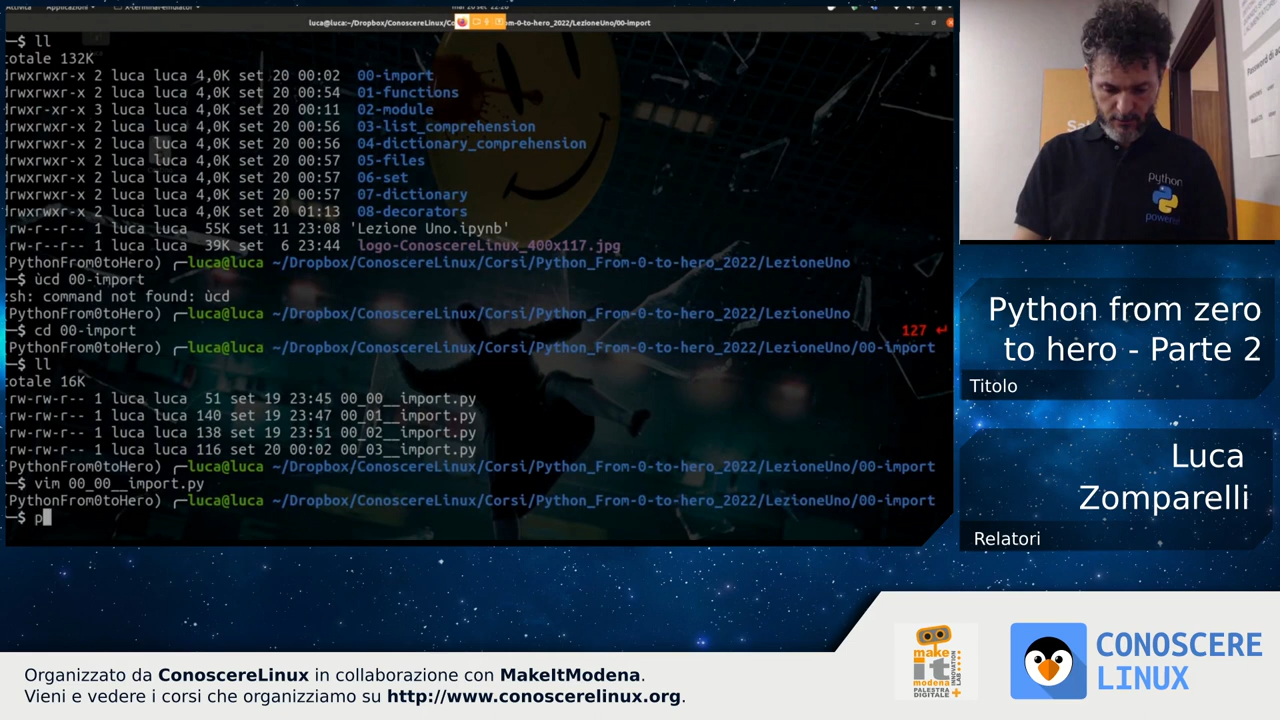 luca@luca:~/Dropbox/ConoscereLinux/Co From-0-to-hero_2022/LezioneUno/00-import
$ ll
totale 132K
drwxrwxr-x 2 luca luca 4,0K set 20 00:02 00-import
drwxrwxr-x 2 luca luca 4,0K set 20 00:54 01-functions
drwxr-xr-x 3 luca luca 4,0K set 20 00:11 02-module
drwxrwxr-x 2 luca luca 4,0K set 20 00:56 03-list_comprehension
drwxrwxr-x 2 luca luca 4,0K set 20 00:56 04-dictionary_comprehension
drwxrwxr-x 2 luca luca 4,0K set 20 00:57 05-files
drwxrwxr-x 2 luca luca 4,0K set 20 00:57 06-set
drwxrwxr-x 2 luca luca 4,0K set 20 00:57 07-dictionary
drwxrwxr-x 2 luca luca 4,0K set 20 01:13 08-decorators
rw-r--r-- 1 luca luca 55K set 11 23:08 'Lezione Uno.ipynb'
rw-r--r-- 1 luca luca 39K set 6 23:44 logo-ConoscereLinux_400x117.jpg
(PythonFrom0toHero) luca@luca ~/Dropbox/ConoscereLinux/Corsi/Python_From-0-to-hero_2022/LezioneUno
$ ùcd 00-import
zsh: command not found: ùcd
(PythonFrom0toHero) luca@luca ~/Dropbox/ConoscereLinux/Corsi/Python_From-0-to-hero_2022/LezioneUno
$ cd 00-import 127 ↵
(PythonFrom0toHero) luca@luca ~/Dropbox/ConoscereLinux/Corsi/Python_From-0-to-hero_2022/LezioneUno/00-import
$ ll
totale 16K
rw-rw-r-- 1 luca luca 51 set 19 23:45 00_00__import.py
rw-rw-r-- 1 luca luca 140 set 19 23:47 00_01__import.py
rw-rw-r-- 1 luca luca 138 set 19 23:51 00_02__import.py
rw-rw-r-- 1 luca luca 116 set 20 00:02 00_03__import.py
(PythonFrom0toHero) luca@luca ~/Dropbox/ConoscereLinux/Corsi/Python_From-0-to-hero_2022/LezioneUno/00-import
$ vim 00_00__import.py
(PythonFrom0toHero) luca@luca ~/Dropbox/ConoscereLinux/Corsi/Python_From-0-to-hero_2022/LezioneUno/00-import
$ p
python
powered
Password di
Python from zero
to hero - Parte 2
Titolo
Luca
Zomparelli
Relatori
make
it
modena
PALESTRA
DIGITALE
INNOVATION
LAB
CONOSCERE
LINUX
Organizzato da ConoscereLinux in collaborazione con MakeItModena.
Vieni e vedere i corsi che organizziamo su http://www.conoscerelinux.org.